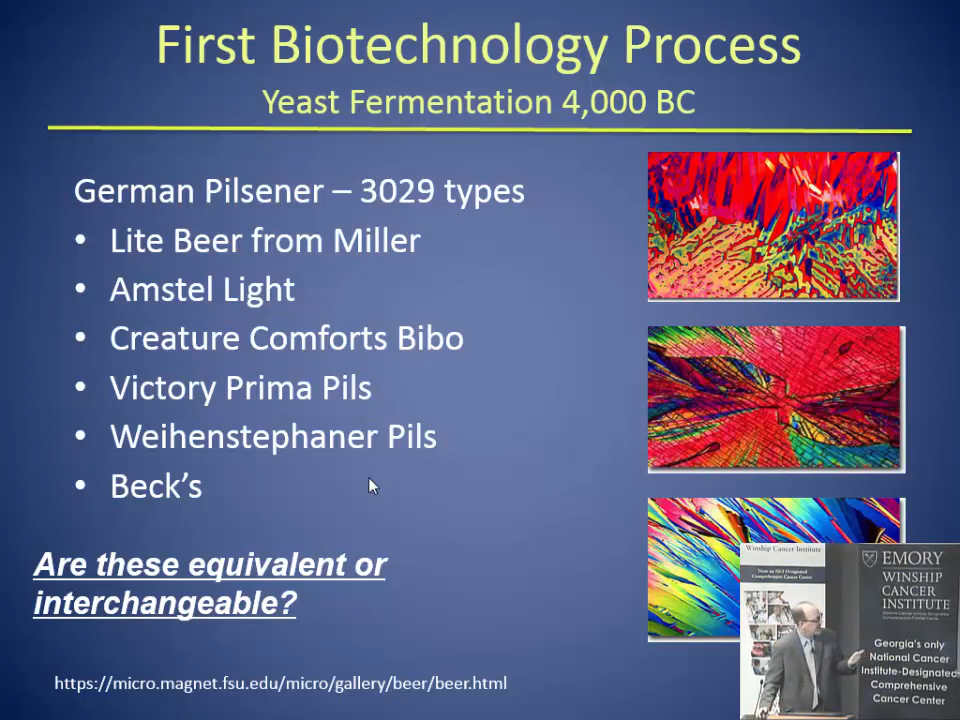 First Biotechnology Process
Yeast Fermentation 4,000 BC
German Pilsener – 3029 types
• Lite Beer from Miller
• Amstel Light
• Creature Comforts Bibo
• Victory Prima Pils
• Weihenstephaner Pils
• Beck’s
Are these equivalent or
interchangeable?
https://micro.magnet.fsu.edu/micro/gallery/beer/beer.html
Winship Cancer Institute
Now an NCI Designated
Comprehensive Cancer Center
EMORY
WINSHIP
CANCER
INSTITUTE
Georgia's only
National Cancer
Institute-Designated
Comprehensive
Cancer Center